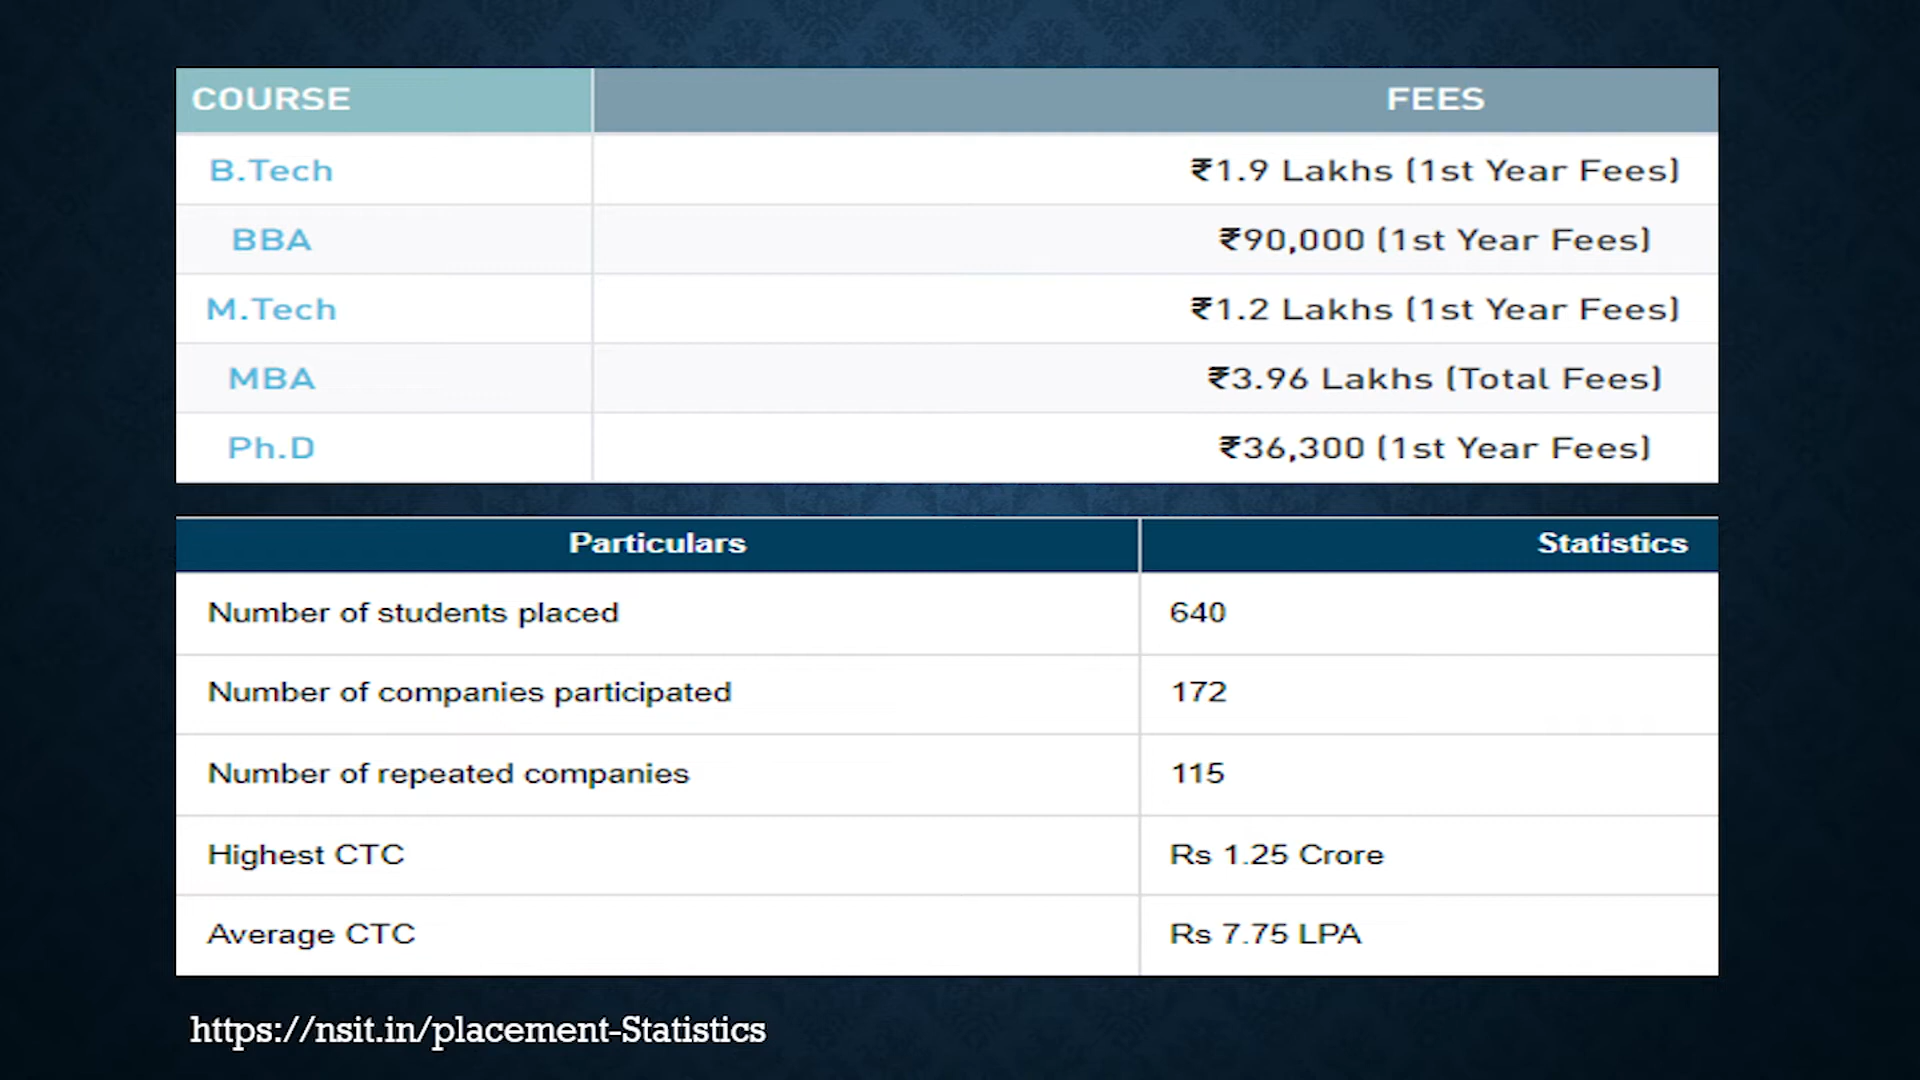 COURSE FEES
B.Tech ₹1.9 Lakhs (1st Year Fees)
BBA ₹90,000 (1st Year Fees)
M.Tech ₹1.2 Lakhs (1st Year Fees)
MBA ₹3.96 Lakhs (Total Fees)
Ph.D ₹36,300 (1st Year Fees)
Particulars Statistics
Number of students placed 640
Number of companies participated 172
Number of repeated companies 115
Highest CTC Rs 1.25 Crore
Average CTC Rs 7.75 LPA
https://nsit.in/placement-Statistics